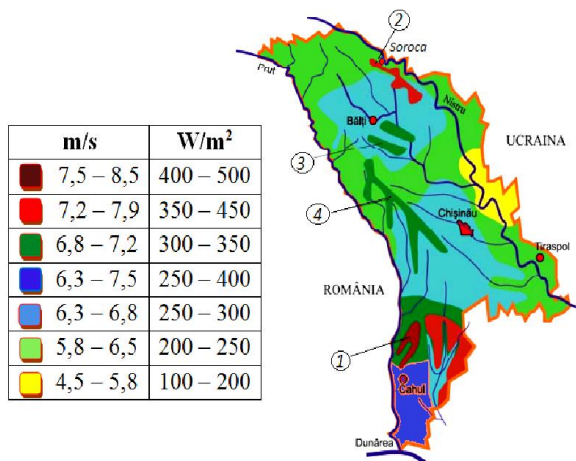 m/s W/m²
7,5 – 8,5 400 – 500
7,2 – 7,9 350 – 450
6,8 – 7,2 300 – 350
6,3 – 7,5 250 – 400
6,3 – 6,8 250 – 300
5,8 – 6,5 200 – 250
4,5 – 5,8 100 – 200
2
Soroca
Prut
Nistru
Bălți
UCRAINA
3
4
Chișinău
Tiraspol
ROMÂNIA
1
Cahul
Dunărea